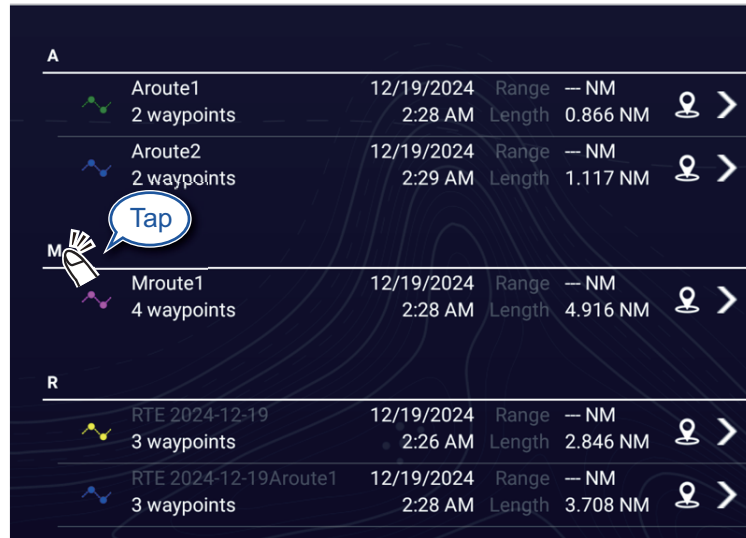 A
Aroute1 12/19/2024 Range --- NM
2 waypoints 2:28 AM Length 0.866 NM
Aroute2 12/19/2024 Range --- NM
2 waypoints 2:29 AM Length 1.117 NM
Tap
M
Mroute1 12/19/2024 Range --- NM
4 waypoints 2:28 AM Length 4.916 NM
R
RTE 2024-12-19 12/19/2024 Range --- NM
3 waypoints 2:26 AM Length 2.846 NM
RTE 2024-12-19Aroute1 12/19/2024 Range --- NM
3 waypoints 2:28 AM Length 3.708 NM